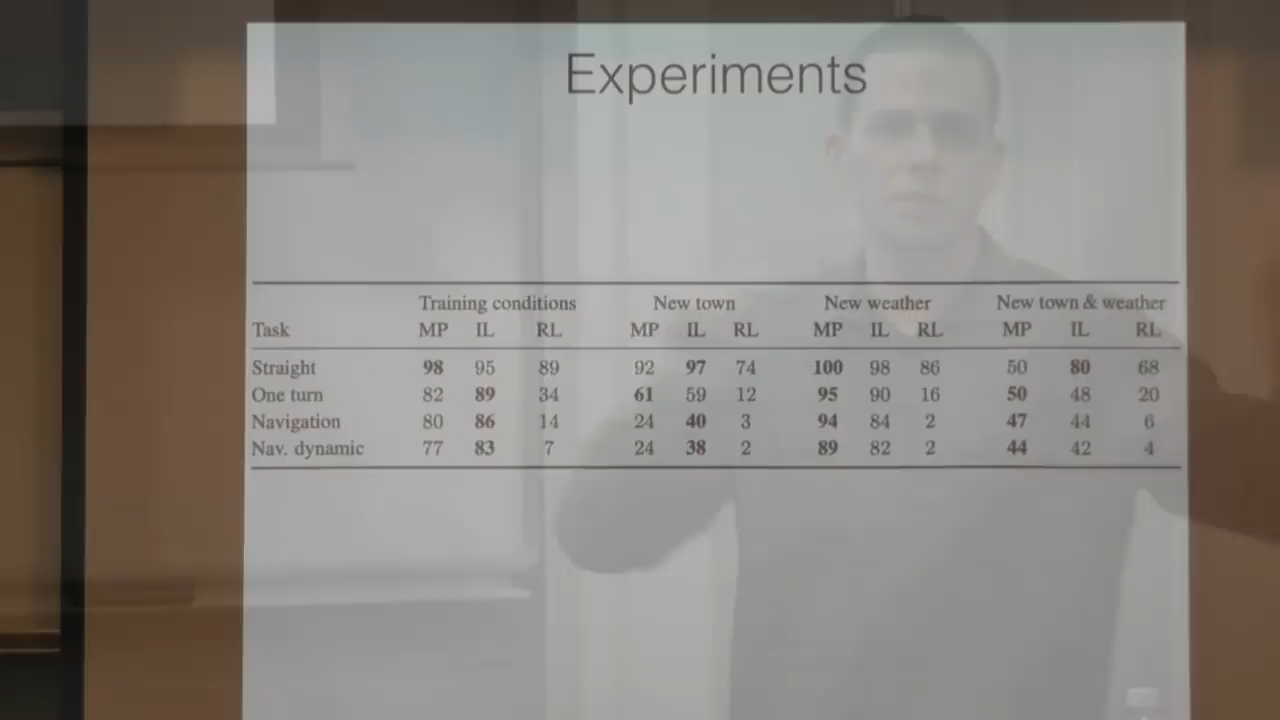 Experiments
Training conditions New town New weather New town & weather
Task MP IL RL MP IL RL MP IL RL MP IL RL
Straight 98 95 89 92 97 74 100 98 86 50 80 68
One turn 82 89 34 61 59 12 95 90 16 50 48 20
Navigation 80 86 14 24 40 3 94 84 2 47 44 6
Nav. dynamic 77 83 7 24 38 2 89 82 2 44 42 4